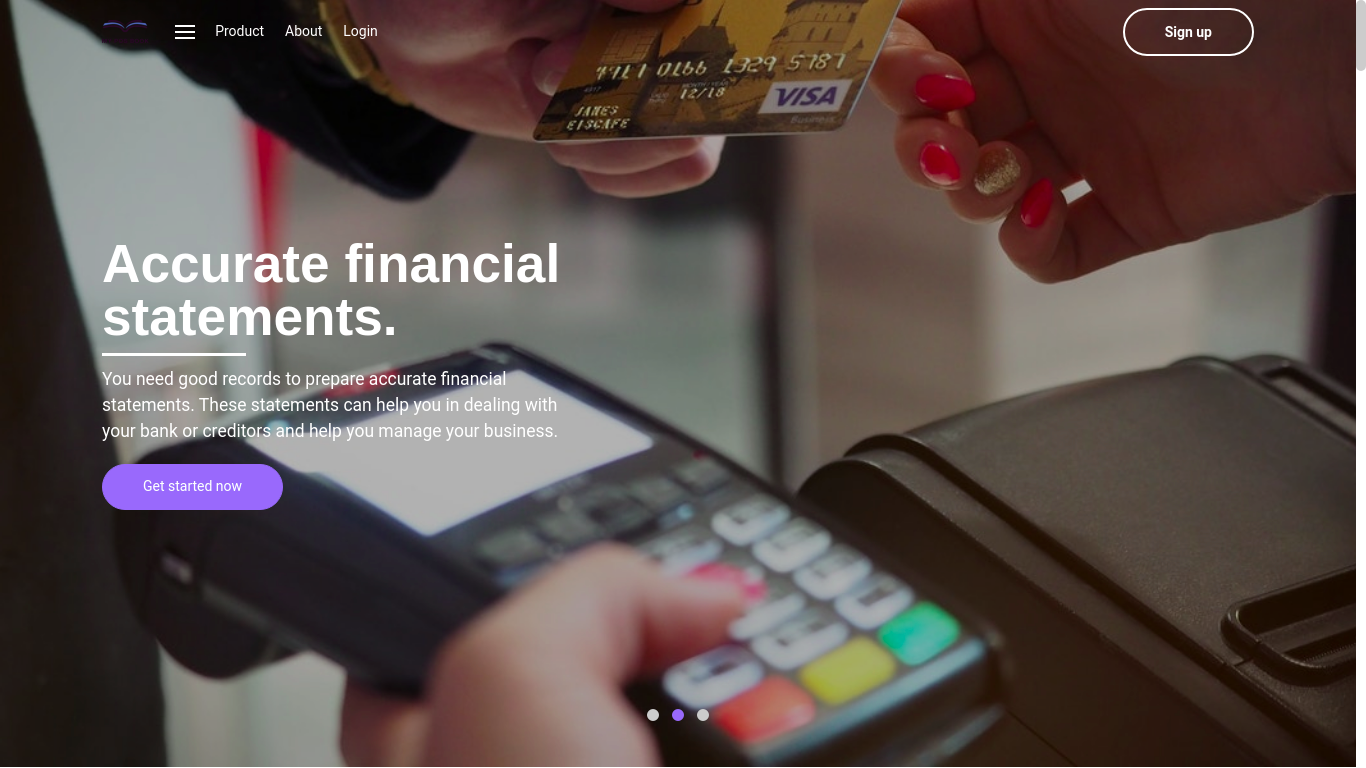 Product About Login
Sign up
0166 1329 5787
12/18
VISA
JAMES
Business
Accurate financial
statements.
You need good records to prepare accurate financial
statements. These statements can help you in dealing with
your bank or creditors and help you manage your business.
Get started now